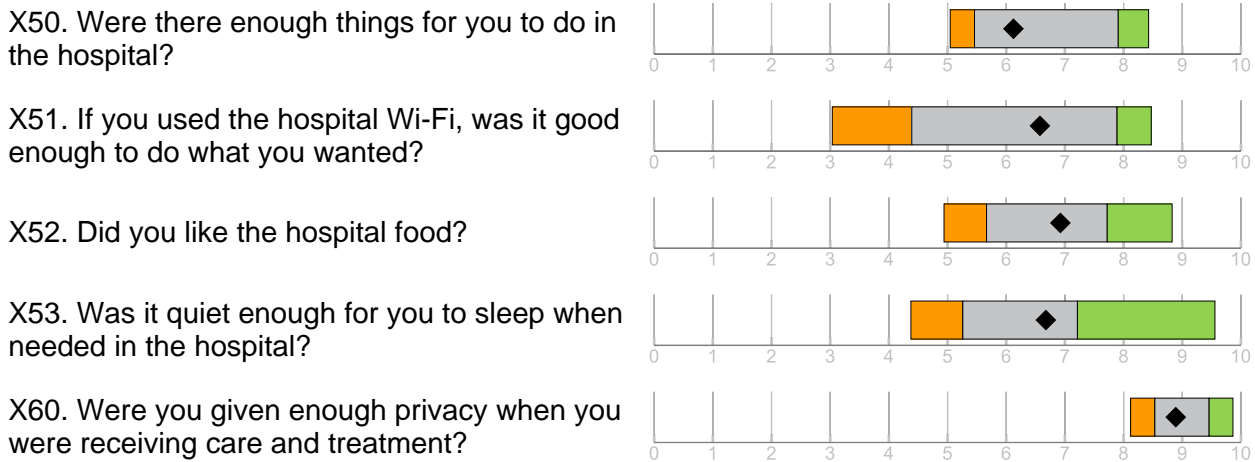 X50. Were there enough things for you to do in
the hospital?
0 1 2 3 4 5 6 7 8 9 10
X51. If you used the hospital Wi-Fi, was it good
enough to do what you wanted?
0 1 2 3 4 5 6 7 8 9 10
X52. Did you like the hospital food?
0 1 2 3 4 5 6 7 8 9 10
X53. Was it quiet enough for you to sleep when
needed in the hospital?
0 1 2 3 4 5 6 7 8 9 10
X60. Were you given enough privacy when you
were receiving care and treatment?
0 1 2 3 4 5 6 7 8 9 10